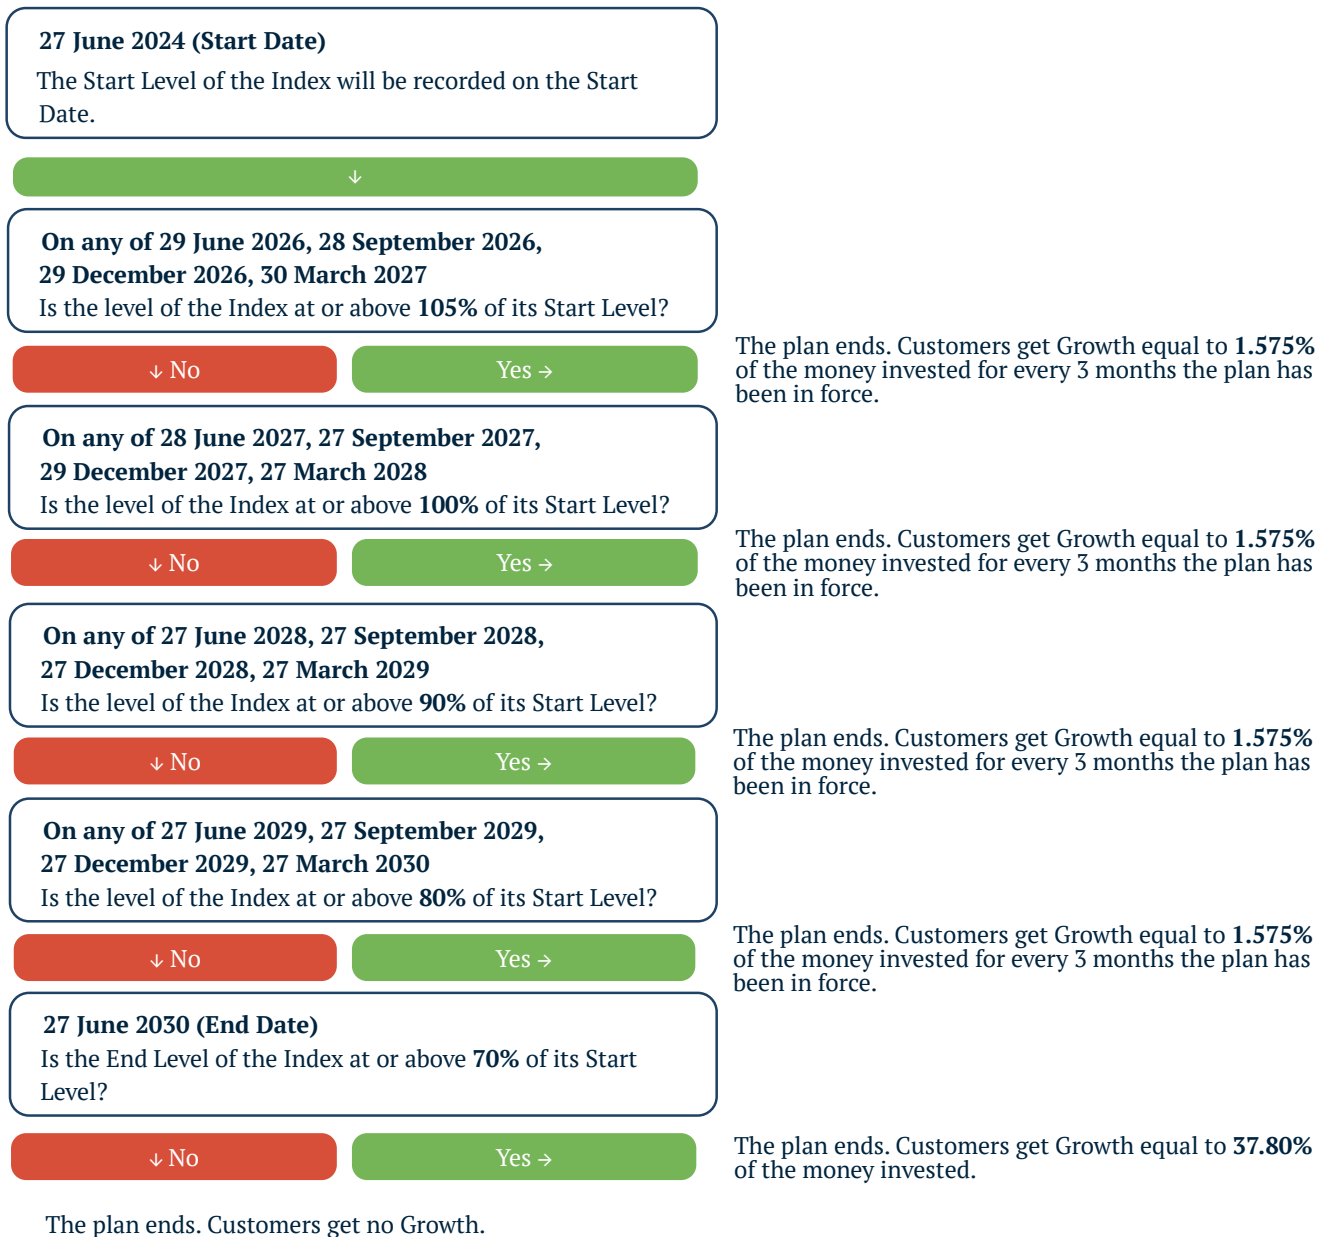 27 June 2024 (Start Date)
The Start Level of the Index will be recorded on the Start
Date.
↓
On any of 29 June 2026, 28 September 2026,
29 December 2026, 30 March 2027
Is the level of the Index at or above 105% of its Start Level?
↓ No
Yes →
The plan ends. Customers get Growth equal to 1.575%
of the money invested for every 3 months the plan has
been in force.
On any of 28 June 2027, 27 September 2027,
29 December 2027, 27 March 2028
Is the level of the Index at or above 100% of its Start Level?
↓ No
Yes →
The plan ends. Customers get Growth equal to 1.575%
of the money invested for every 3 months the plan has
been in force.
On any of 27 June 2028, 27 September 2028,
27 December 2028, 27 March 2029
Is the level of the Index at or above 90% of its Start Level?
↓ No
Yes →
The plan ends. Customers get Growth equal to 1.575%
of the money invested for every 3 months the plan has
been in force.
On any of 27 June 2029, 27 September 2029,
27 December 2029, 27 March 2030
Is the level of the Index at or above 80% of its Start Level?
↓ No
Yes →
The plan ends. Customers get Growth equal to 1.575%
of the money invested for every 3 months the plan has
been in force.
27 June 2030 (End Date)
Is the End Level of the Index at or above 70% of its Start
Level?
↓ No
Yes →
The plan ends. Customers get Growth equal to 37.80%
of the money invested.
The plan ends. Customers get no Growth.